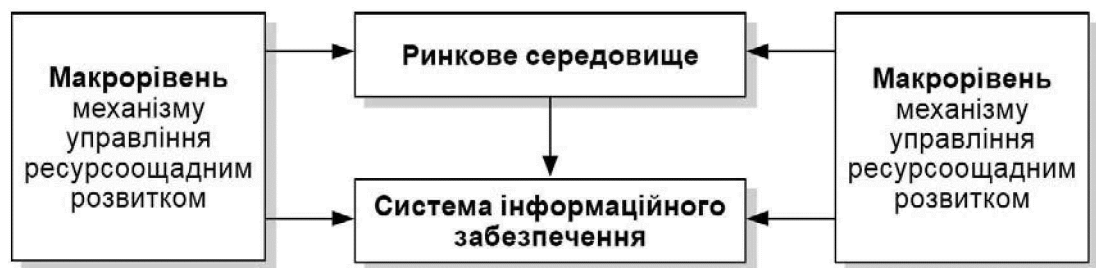 Макрорівень
механізму
управління
ресурсоощадним
розвитком
Ринкове середовище
Система інформаційного
забезпечення
Макрорівень
механізму
управління
ресурсоощадним
розвитком